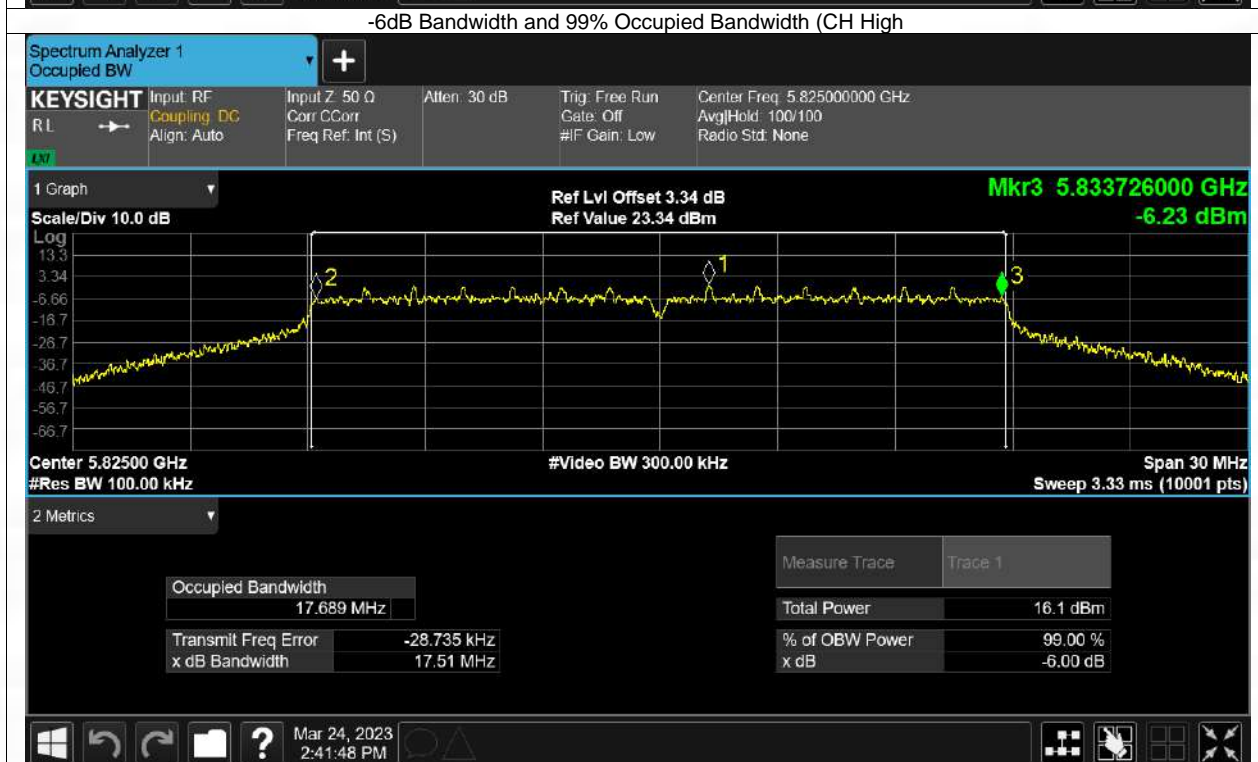 -6dB Bandwidth and 99% Occupied Bandwidth (CH High
Spectrum Analyzer 1
Occupied BW
+
KEYSIGHT
RL
LXI
Input: RF
Coupling: DC
Align: Auto
Input Z: 50 Ω
Corr CCorr
Freq Ref: Int (S)
Atten: 30 dB
Trig: Free Run
Gate: Off
#IF Gain: Low
Center Freq: 5.825000000 GHz
Avg|Hold: 100/100
Radio Std: None
1 Graph
Scale/Div 10.0 dB
Ref Lvl Offset 3.34 dB
Ref Value 23.34 dBm
Mkr3 5.833726000 GHz
-6.23 dBm
Log
13.3
3.34
-6.66
-16.7
-26.7
-36.7
-46.7
-56.7
-66.7
2
1
3
Center 5.82500 GHz
#Res BW 100.00 kHz
#Video BW 300.00 kHz
Span 30 MHz
Sweep 3.33 ms (10001 pts)
2 Metrics
Measure Trace Trace 1
Occupied Bandwidth
17.689 MHz
Total Power 16.1 dBm
Transmit Freq Error -28.735 kHz
% of OBW Power 99.00 %
x dB Bandwidth 17.51 MHz
x dB -6.00 dB
?
Mar 24, 2023
2:41:48 PM